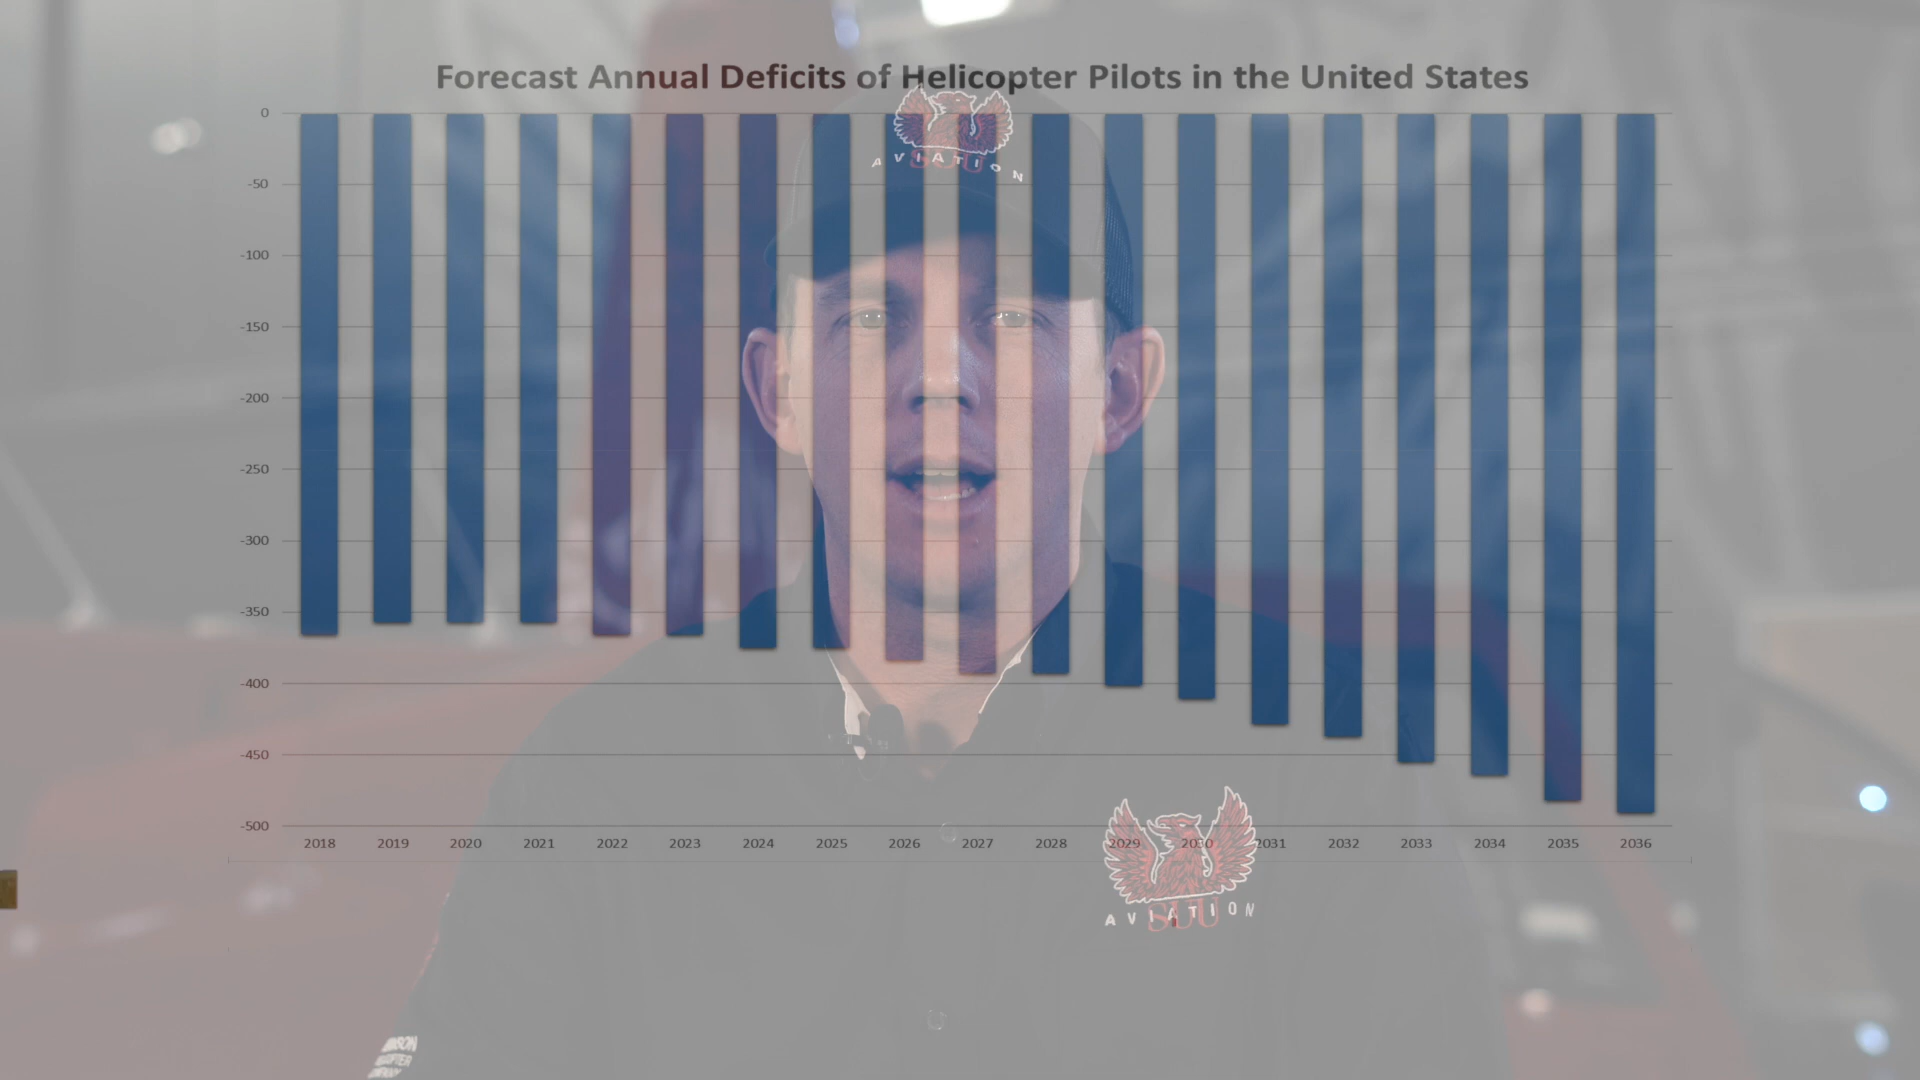 Forecast Annual Deficits of Helicopter Pilots in the United States
0
-50
-100
-150
-200
-250
-300
-350
-400
-450
-500
2018 2019 2020 2021 2022 2023 2024 2025 2026 2027 2028 2029 2030 2031 2032 2033 2034 2035 2036
SUU
AVIATION
SUU
AVIATION